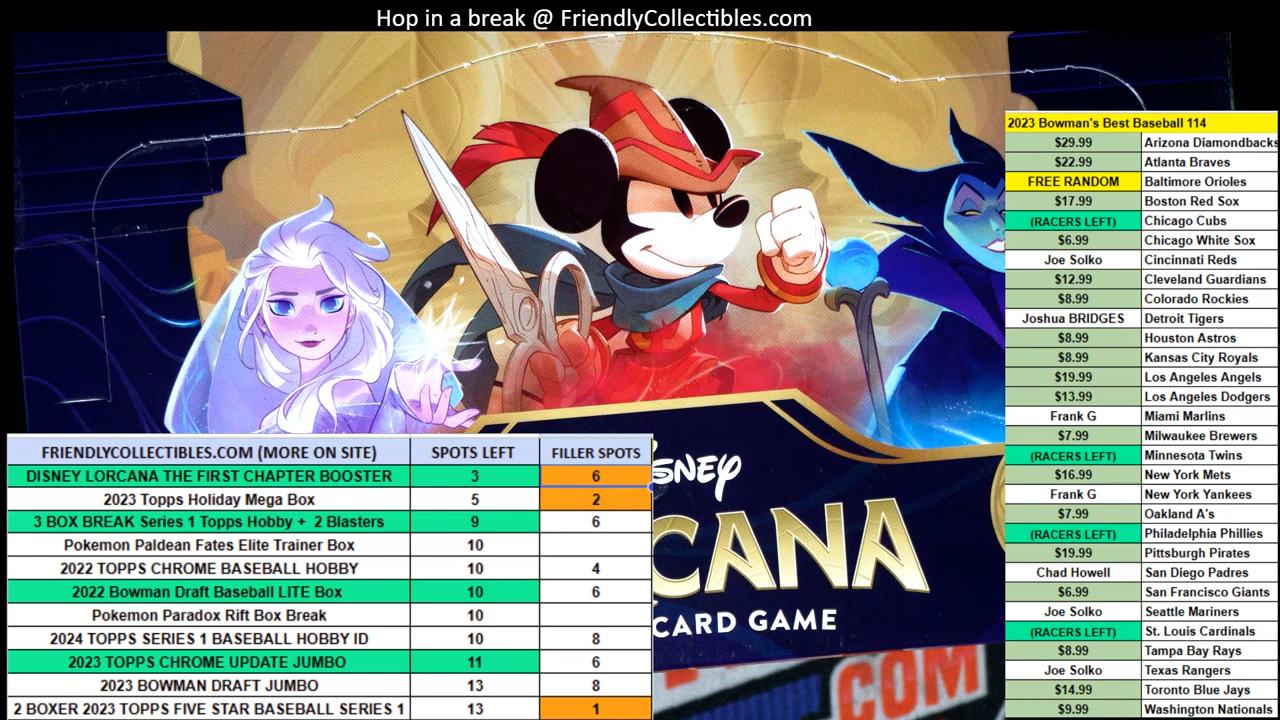 Hop in a break @ FriendlyCollectibles.com
2023 Bowman's Best Baseball 114
$29.99 Arizona Diamondbacks
$22.99 Atlanta Braves
FREE RANDOM Baltimore Orioles
$17.99 Boston Red Sox
(RACERS LEFT) Chicago Cubs
$6.99 Chicago White Sox
Joe Solko Cincinnati Reds
$12.99 Cleveland Guardians
$8.99 Colorado Rockies
Joshua BRIDGES Detroit Tigers
$8.99 Houston Astros
$8.99 Kansas City Royals
$19.99 Los Angeles Angels
$13.99 Los Angeles Dodgers
Frank G Miami Marlins
$7.99 Milwaukee Brewers
(RACERS LEFT) Minnesota Twins
$16.99 New York Mets
Frank G New York Yankees
$7.99 Oakland A's
(RACERS LEFT) Philadelphia Phillies
$19.99 Pittsburgh Pirates
Chad Howell San Diego Padres
$6.99 San Francisco Giants
Joe Solko Seattle Mariners
(RACERS LEFT) St. Louis Cardinals
$8.99 Tampa Bay Rays
Joe Solko Texas Rangers
$14.99 Toronto Blue Jays
$9.99 Washington Nationals
FRIENDLYCOLLECTIBLES.COM (MORE ON SITE) SPOTS LEFT FILLER SPOTS
DISNEY LORCANA THE FIRST CHAPTER BOOSTER 3 6
2023 Topps Holiday Mega Box 5 2
3 BOX BREAK Series 1 Topps Hobby + 2 Blasters 9 6
Pokemon Paldean Fates Elite Trainer Box 10
2022 TOPPS CHROME BASEBALL HOBBY 10 4
2022 Bowman Draft Baseball LITE Box 10 6
Pokemon Paradox Rift Box Break 10
2024 TOPPS SERIES 1 BASEBALL HOBBY ID 10 8
2023 TOPPS CHROME UPDATE JUMBO 11 6
2023 BOWMAN DRAFT JUMBO 13 8
2 BOXER 2023 TOPPS FIVE STAR BASEBALL SERIES 1 13 1
SNEY
CANA
CARD GAME
COM